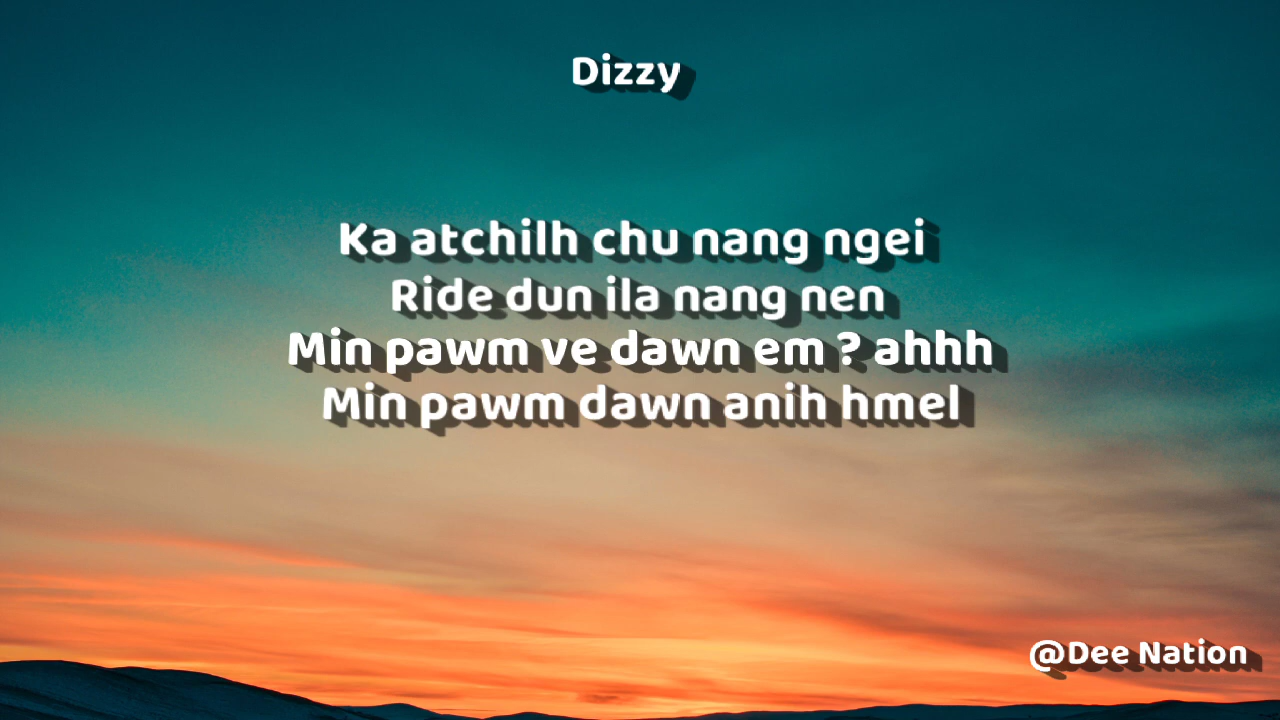 Dizzy
Ka atchilh chu nang ngei
Ride dun ila nang nen
Min pawm ve dawn em ? ahhh
Min pawm dawn anih hmel
@Dee Nation